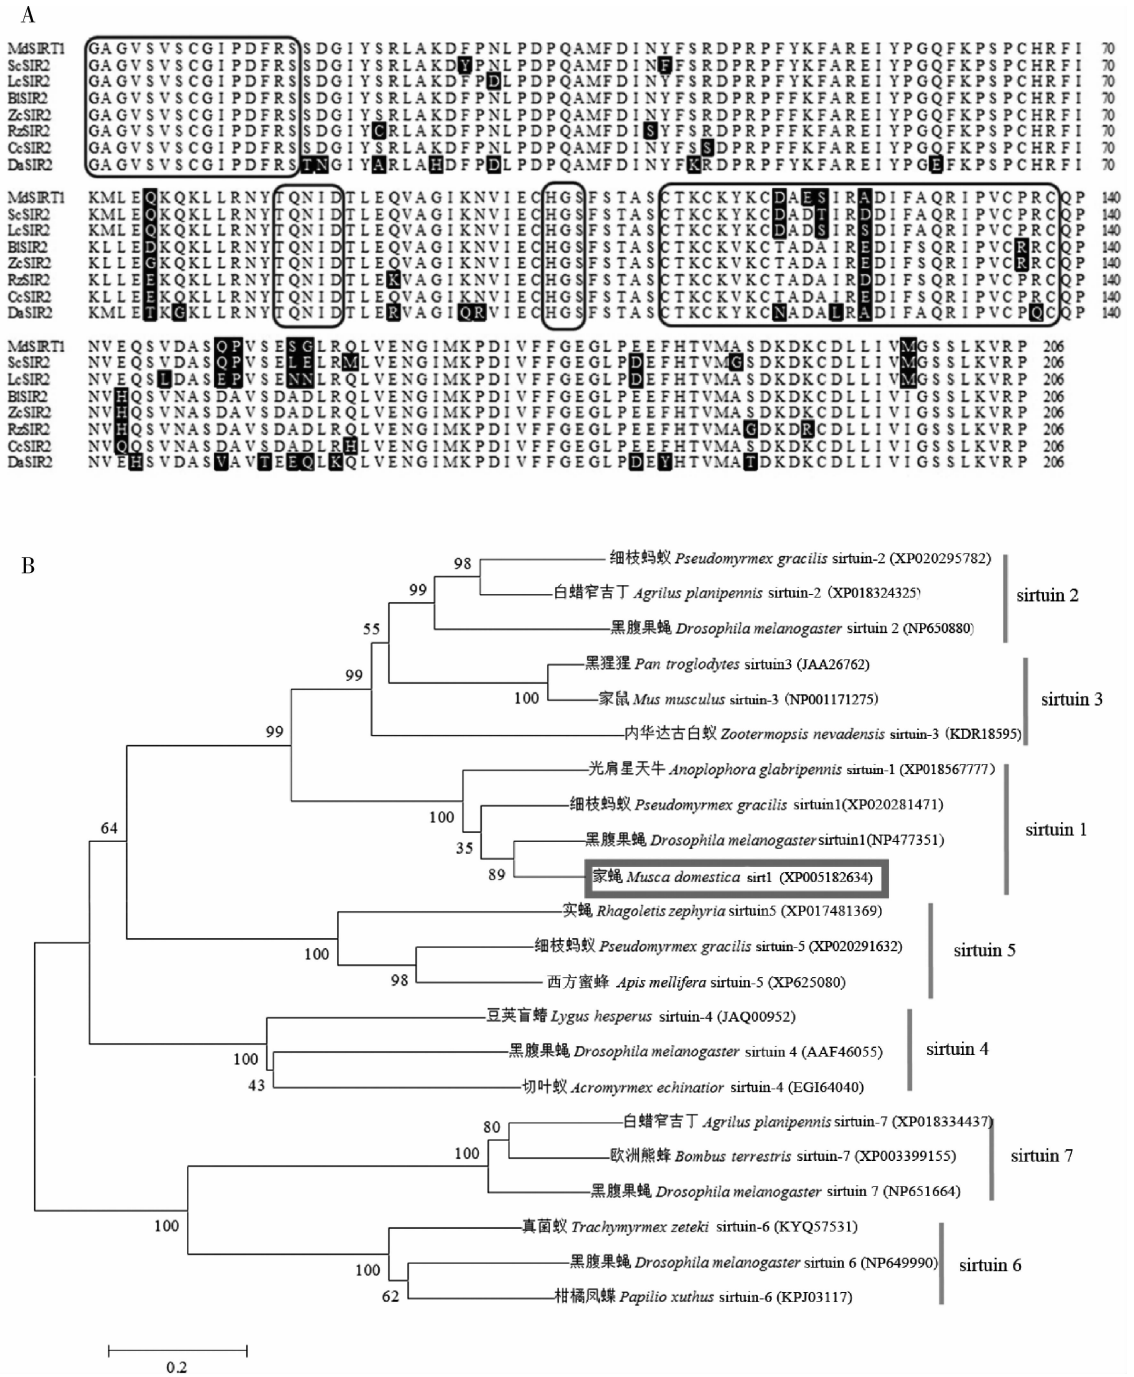 A
MdSIRT1 GAGVSVSCGIPDFRSSDGIYSRLAKDFPNLPDPQAMFDINYFSRDPRPFYKFAREIYPGQFKPSPCHRFI 70
ScSIR2 GAGVSVSCGIPDFRSSDGIYSRLAKDYPNLPDPQAMFDINFFSRDPRPFYKFAREIYPGQFKPSPCHRFI 70
LcSIR2 GAGVSVSCGIPDFRSSDGIYSRLAKDFPDLPDPQAMFDINYFSRDPRPFYKFAREIYPGQFKPSPCHRFI 70
BlSIR2 GAGVSVSCGIPDFRSSDGIYSRLAKDFPNLPDPQAMFDINYFSRDPRPFFKFAREIYPGQFKPSPCHRFI 70
ZcSIR2 GAGVSVSCGIPDFRSSDGIYSRLAKDFPNLPDPQAMFDINYFSRDPRPFFKFAREIYPGQFKPSPCHRFI 70
RzSIR2 GAGVSVSCGIPDFRSSDGIYCRLAKDFPNLPDPQAMFDISYFSRDPRPFFKFAREIYPGQFKPSPCHRFI 70
CcSIR2 GAGVSVSCGIPDFRSSDGIYSRLAKDFPNLPDPQAMFDINYFSSDPRPFFKFAREIYPGQFKPSPCHRFI 70
DaSIR2 GAGVSVSCGIPDFRSTNGIYARLAHDFPDLPDPQAMFDINYFKRDPRPFYKFAREIYPGEFKPSPCHRFI 70
MdSIRT1 KMLEQKQKLLRNYTQNIDTLEQVAGIKNVIECHGSFSTASCTKCKYKCDAESIRADIFAQRIPVCPRCQP 140
ScSIR2 KMLEQKQKLLRNYTQNIDTLEQVAGIKNVIECHGSFSTASCTKCKYKCDADTIRDDIFAQRIPVCPRCQP 140
LcSIR2 KMLEQKQKLLRNYTQNIDTLEQVAGIKNVIECHGSFSTASCTKCKYKCDADSIRSDIFAQRIPVCPRCQP 140
BlSIR2 KLLEDKQKLLRNYTQNIDTLEQVAGIKNVIECHGSFSTASCTKCKVKCTADAIREDIFSQRIPVCRRCQP 140
ZcSIR2 KLLEGKQKLLRNYTQNIDTLEQVAGIKNVIECHGSFSTASCTKCKVKCTADAIREDIFSQRIPVCRRCQP 140
RzSIR2 KLLEEKQKLLRNYTQNIDTLEKVAGIKNVIECHGSFSTASCTKCKVKCTADAIRDDIFSQRIPVCPRCQP 140
CcSIR2 KLLEEKQKLLRNYTQNIDTLEQVAGIKNVIECHGSFSTASCTKCKVKCTADAIREDIFSQRIPVCPRCQP 140
DaSIR2 KLLETKGKLLRNYTQNIDTLERVAGIQRVIECHGSFSTASCTKCKYKCNADALRADIFSQRIPVCPQCQP 140
MdSIRT1 NVEQSVDASQPVSESGLRQLVENGIMKPDIVFFGEGLPEEFHTVMASDKDKCDLLIVMGSSLKVRP 206
ScSIR2 NVEQSVDASQPVSELELRMLVENGIMKPDIVFFGEGLPDEFHTVMGSDKDKCDLLIVMGSSLKVRP 206
LcSIR2 NVEQSLDASEPVSENNLRQLVENGIMKPDIVFFGEGLPDEFHTVMASDKDKCDLLIVMGSSLKVRP 206
BlSIR2 NVHQSVNASDAVSDADLRQLVENGIMKPDIVFFGEGLPEEFHTVMASDKDKCDLLIVIGSSLKVRP 206
ZcSIR2 NVHQSVNASDAVSDADLRQLVENGIMKPDIVFFGEGLPEEFHTVMASDKDKCDLLIVIGSSLKVRP 206
RzSIR2 NVHQSVNASDAVSDADLRQLVENGIMKPDIVFFGEGLPEEFHTVMAGDKDRCDLLIVIGSSLKVRP 206
CcSIR2 NVQQSVNASDAVSDADLRHLVENGIMKPDIVFFGEGLPEEFHTVMASDKDKCDLLIVIGSSLKVRP 206
DaSIR2 NVEHSVDASVAVTEEQLKQLVENGIMKPDIVFFGEGLPDEYHTVMATDKDKCDLLIVIGSSLKVRP 206
B
98 细枝蚂蚁 Pseudomyrmex gracilis sirtuin-2 (XP020295782)
99 白蜡窄吉丁 Agrilus planipennis sirtuin-2 (XP018324325)
sirtuin 2
55 黑腹果蝇 Drosophila melanogaster sirtuin 2 (NP650880)
99 黑猩猩 Pan troglodytes sirtuin3 (JAA26762)
100 家鼠 Mus musculus sirtuin-3 (NP001171275)
sirtuin 3
99 内华达古白蚁 Zootermopsis nevadensis sirtuin-3 (KDR18595)
光肩星天牛 Anoplophora glabripennis sirtuin-1 (XP018567777)
100 细枝蚂蚁 Pseudomyrmex gracilis sirtuin1(XP020281471)
sirtuin 1
64 35 黑腹果蝇 Drosophila melanogaster sirtuin1(NP477351)
89 家蝇 Musca domestica sirt1 (XP005182634)
实蝇 Rhagoletis zephyria sirtuin5 (XP017481369)
100 细枝蚂蚁 Pseudomyrmex gracilis sirtuin-5 (XP020291632)
sirtuin 5
98 西方蜜蜂 Apis mellifera sirtuin-5 (XP625080)
豆荚盲蝽 Lygus hesperus sirtuin-4 (JAQ00952)
100 黑腹果蝇 Drosophila melanogaster sirtuin 4 (AAF46055)
sirtuin 4
43 切叶蚁 Acromyrmex echinatior sirtuin-4 (EGI64040)
80 白蜡窄吉丁 Agrilus planipennis sirtuin-7 (XP018334437)
100 欧洲熊蜂 Bombus terrestris sirtuin-7 (XP003399155)
sirtuin 7
黑腹果蝇 Drosophila melanogaster sirtuin 7 (NP651664)
100 真菌蚁 Trachymyrmex zeteki sirtuin-6 (KYQ57531)
100 黑腹果蝇 Drosophila melanogaster sirtuin 6 (NP649990)
sirtuin 6
62 柑橘凤蝶 Papilio xuthus sirtuin-6 (KPJ03117)
0.2